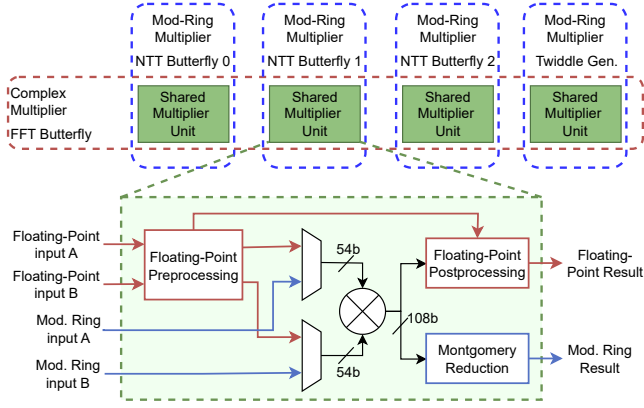 Mod-Ring
Multiplier
NTT Butterfly 0
Mod-Ring
Multiplier
NTT Butterfly 1
Mod-Ring
Multiplier
NTT Butterfly 2
Mod-Ring
Multiplier
Twiddle Gen.
Complex
Multiplier
FFT Butterfly
Shared
Multiplier
Unit
Shared
Multiplier
Unit
Shared
Multiplier
Unit
Shared
Multiplier
Unit
Floating-Point
input A
Floating-Point
input B
Mod. Ring
input A
Mod. Ring
input B
Floating-Point
Preprocessing
54b
54b
108b
Floating-Point
Postprocessing
Montgomery
Reduction
Floating-
Point Result
Mod. Ring
Result